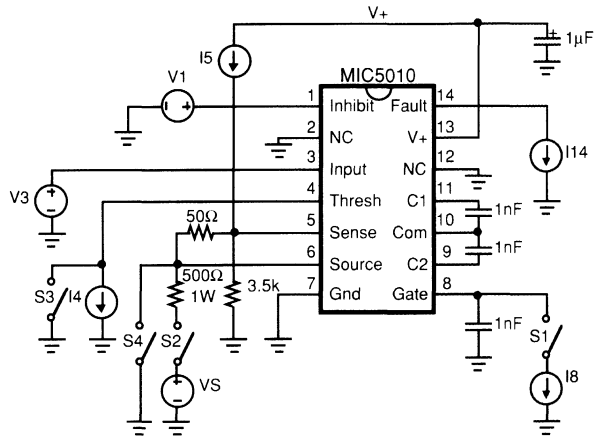 V+
I5
1µF
MIC5010
V1
1
Inhibit
Fault
14
2
NC
V+
13
I14
3
Input
NC
12
V3
4
Thresh
C1
11
1nF
50Ω
5
Sense
Com
10
6
Source
C2
9
1nF
500Ω
1W
3.5k
7
Gnd
Gate
8
S3
I4
S4
S2
1nF
S1
VS
I8